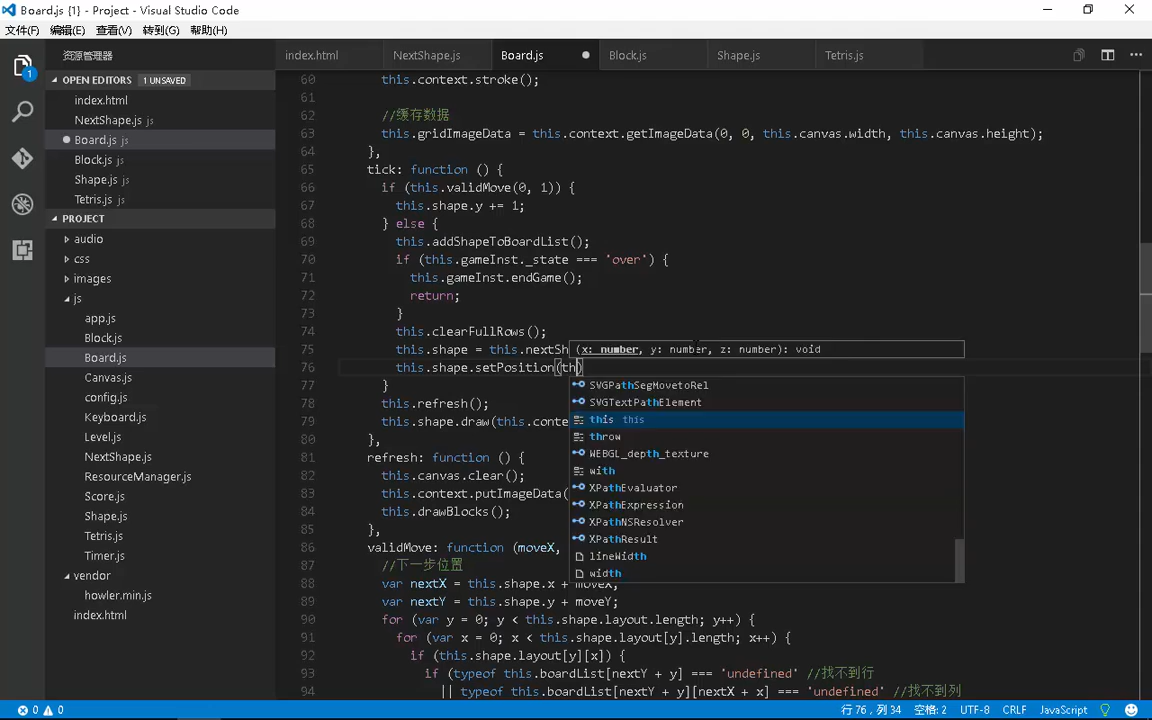 Board.js {1} - Project - Visual Studio Code
文件(F) 编辑(E) 查看(V) 转到(G) 帮助(H)
资源管理器
OPEN EDITORS 1 UNSAVED
index.html
NextShape.js js
Board.js js
Block.js js
Shape.js js
Tetris.js js
PROJECT
audio
css
images
js
app.js
Block.js
Board.js
Canvas.js
config.js
Keyboard.js
Level.js
NextShape.js
ResourceManager.js
Score.js
Shape.js
Tetris.js
Timer.js
vendor
howler.min.js
index.html
1
index.html NextShape.js Board.js Block.js Shape.js Tetris.js
60 this.context.stroke();
61
62 //缓存数据
63 this.gridImageData = this.context.getImageData(0, 0, this.canvas.width, this.canvas.height);
64 },
65 tick: function () {
66 if (this.validMove(0, 1)) {
67 this.shape.y += 1;
68 } else {
69 this.addShapeToBoardList();
70 if (this.gameInst._state === 'over') {
71 this.gameInst.endGame();
72 return;
73 }
74 this.clearFullRows();
75 this.shape = this.nextSh
76 this.shape.setPosition(th)
77 }
78 this.refresh();
79 this.shape.draw(this.conte
80 },
81 refresh: function () {
82 this.canvas.clear();
83 this.context.putImageData(
84 this.drawBlocks();
85 },
86 validMove: function (moveX,
87 //下一步位置
88 var nextX = this.shape.x + moveX;
89 var nextY = this.shape.y + moveY;
90 for (var y = 0; y < this.shape.layout.length; y++) {
91 for (var x = 0; x < this.shape.layout[y].length; x++) {
92 if (this.shape.layout[y][x]) {
93 if (typeof this.boardList[nextY + y] === 'undefined' //找不到行
94 || typeof this.boardList[nextY + y][nextX + x] === 'undefined' //找不到列
(x: number, y: number, z: number): void
SVGPathSegMovetoRel
SVGTextPathElement
this this
throw
WEBGL_depth_texture
with
XPathEvaluator
XPathExpression
XPathNSResolver
XPathResult
lineWidth
width
0 0 行 76，列 34 空格: 2 UTF-8 CRLF JavaScript